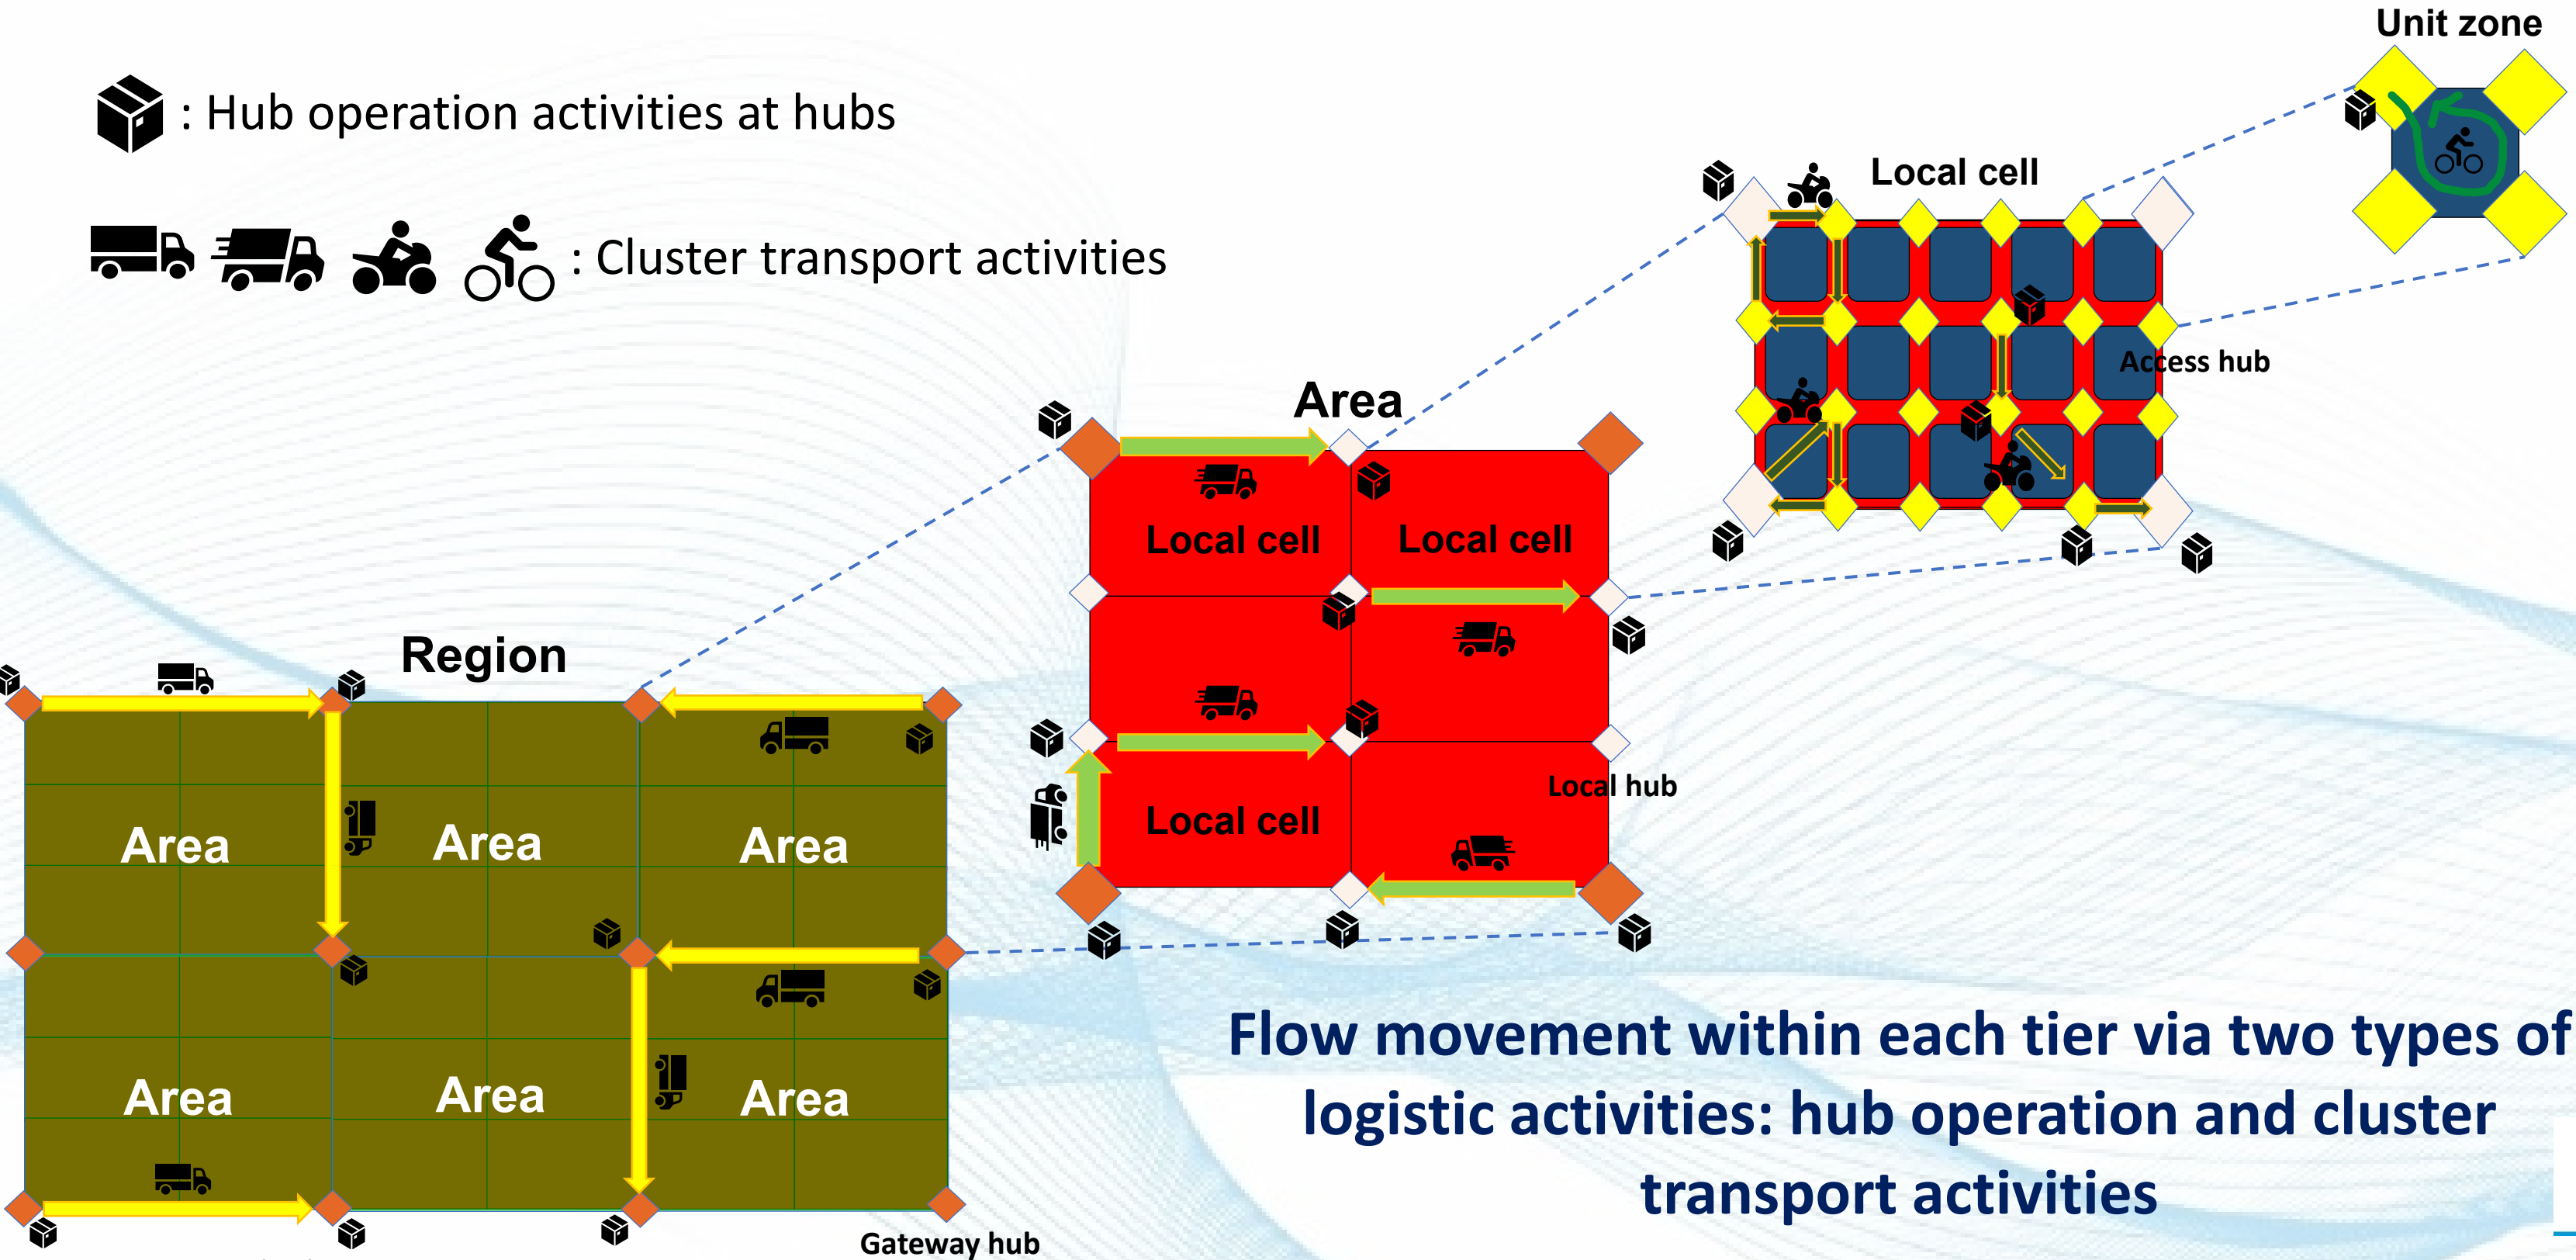 Unit zone
: Hub operation activities at hubs
Local cell
: Cluster transport activities
Access hub
Area
Local cell
Local cell
Region
Local hub
Local cell
Area
Area
Area
Area
Area
Area
Gateway hub
Flow movement within each tier via two types of
logistic activities: hub operation and cluster
transport activities